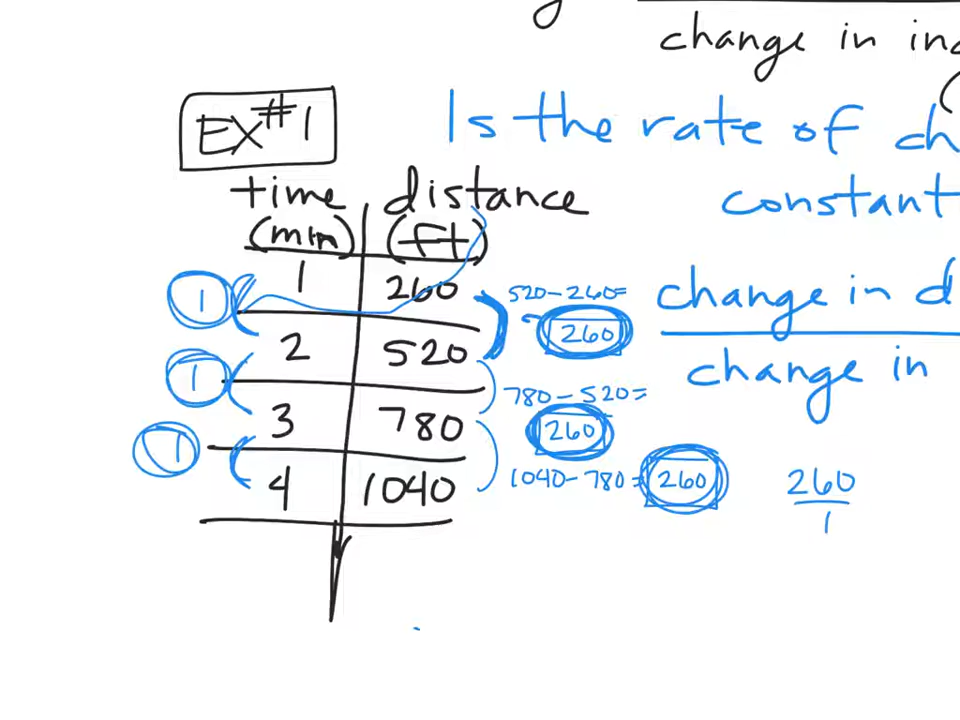 change in
EX #1
Is the rate of
time distance
constant
(min) (ft)
1 260
1
520-260=
change in
260
2 520
change in
1
780-520=
3 780
260
1
1040-780= 260
260
1
4 1040